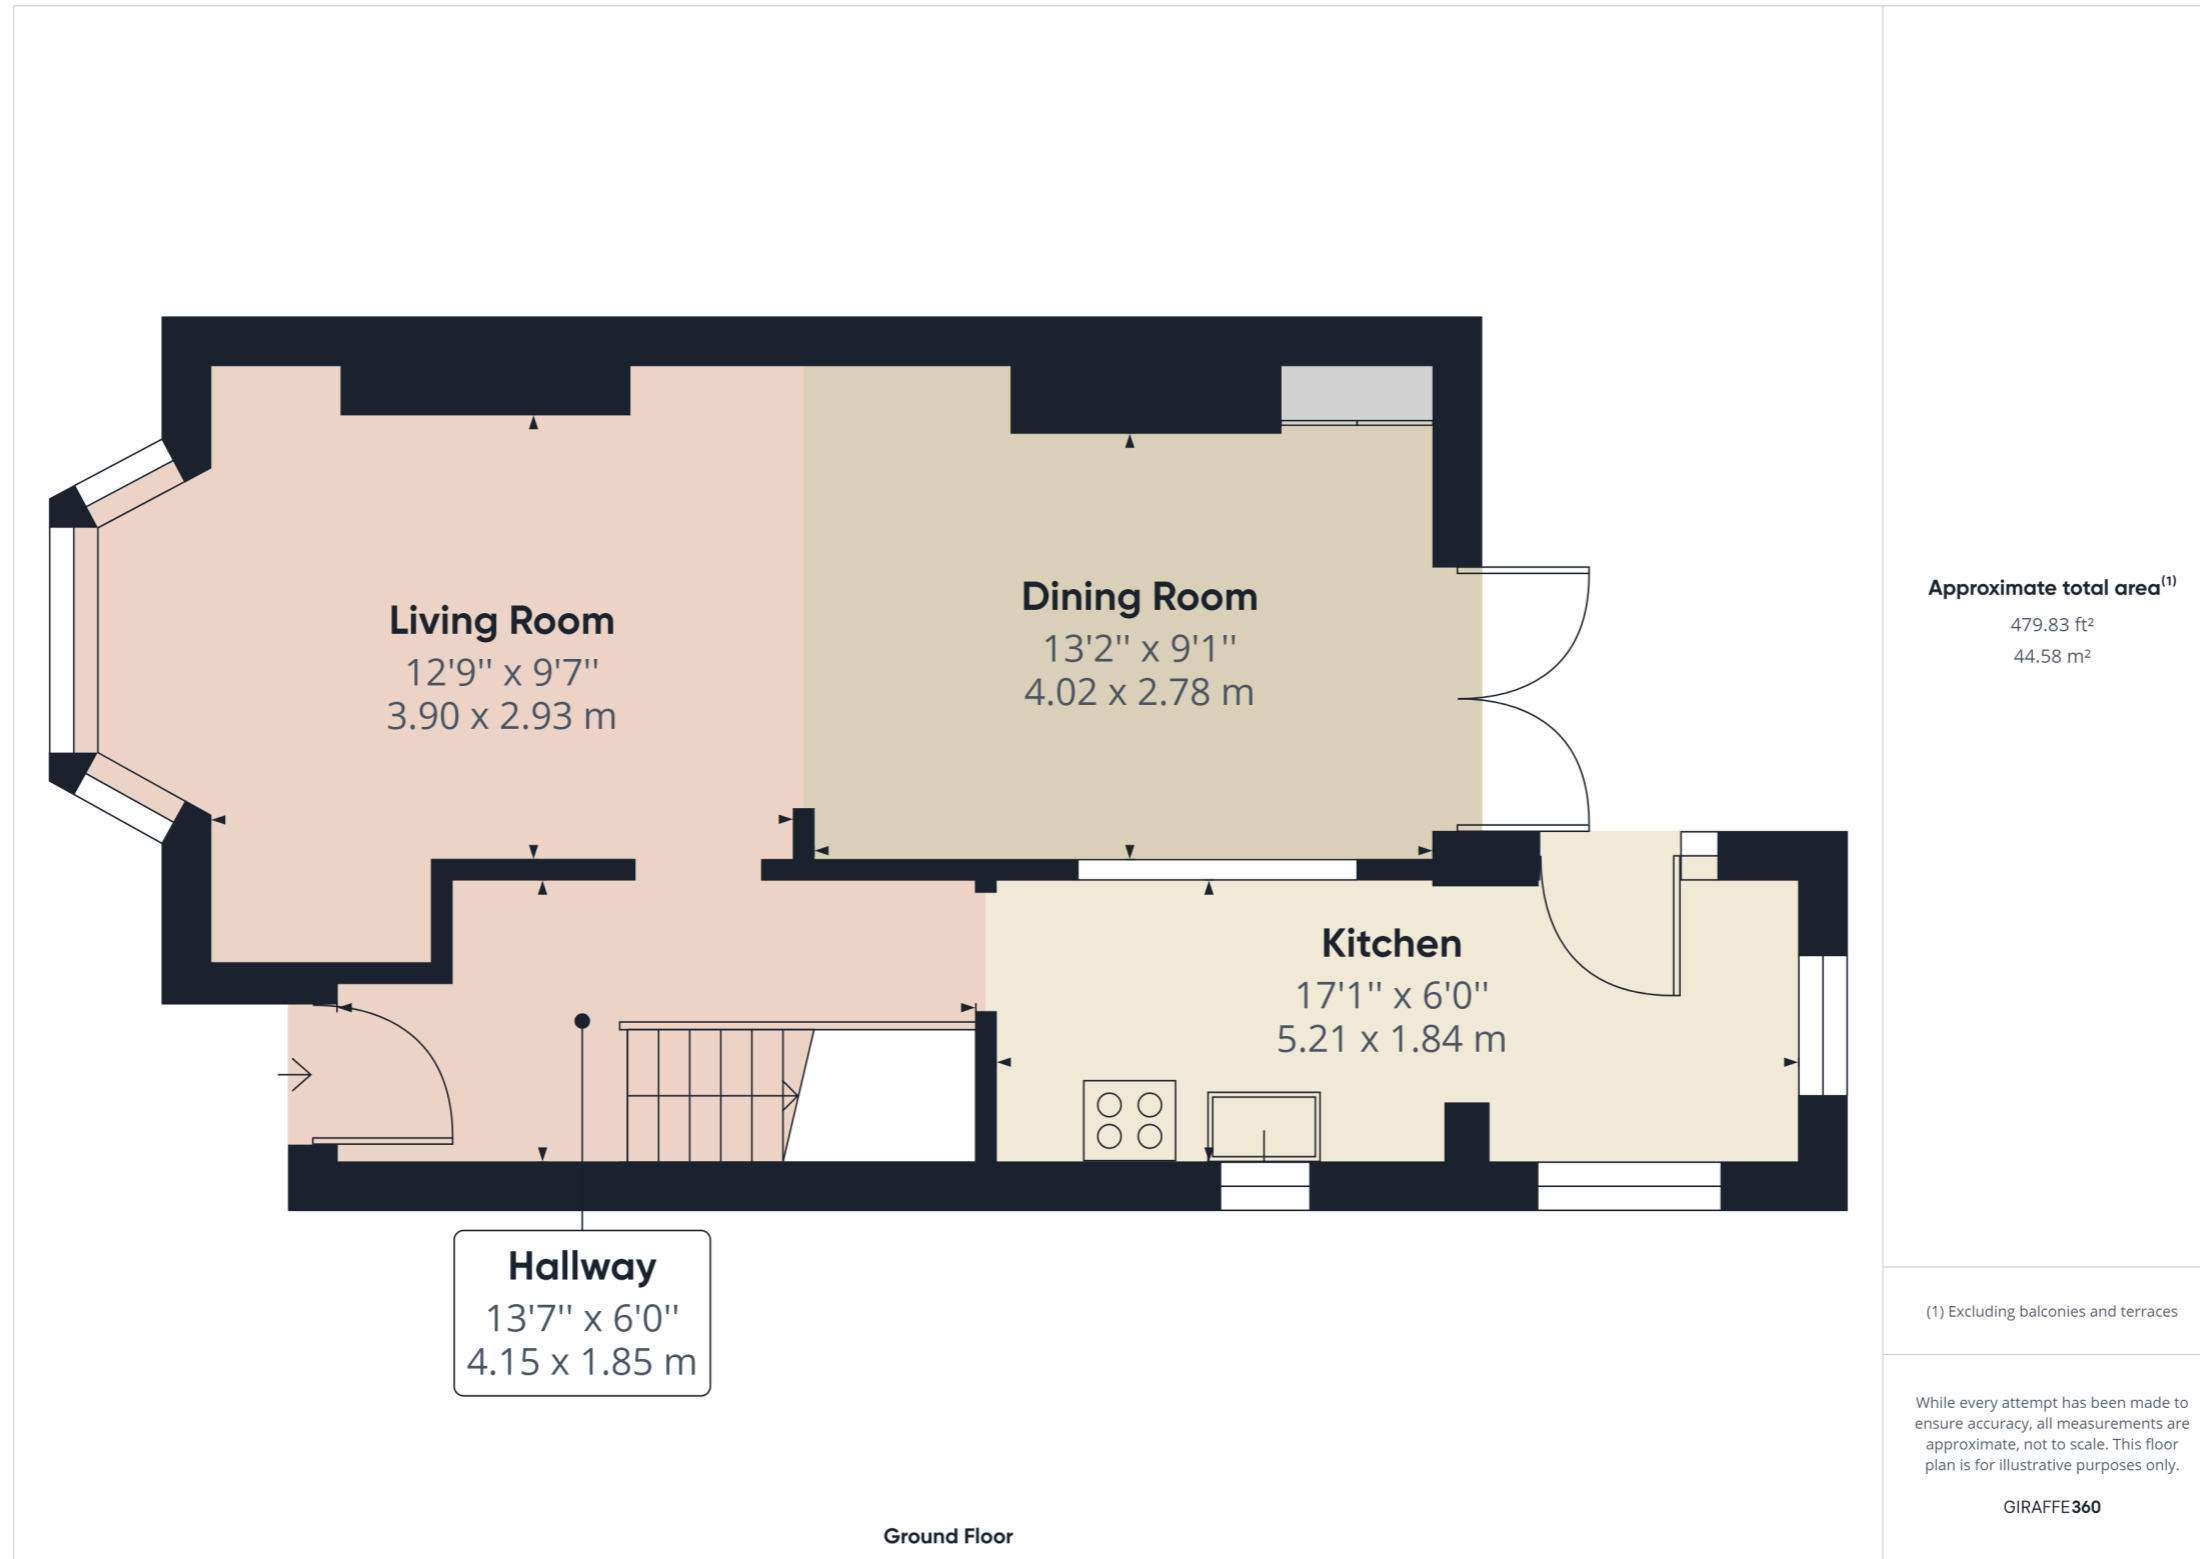 Living Room
12'9'' x 9'7''
3.90 x 2.93 m
Dining Room
13'2'' x 9'1''
4.02 x 2.78 m
Kitchen
17'1'' x 6'0''
5.21 x 1.84 m
Hallway
13'7'' x 6'0''
4.15 x 1.85 m
Ground Floor
Approximate total area(1)
479.83 ft²
44.58 m²
(1) Excluding balconies and terraces
While every attempt has been made to
ensure accuracy, all measurements are
approximate, not to scale. This floor
plan is for illustrative purposes only.
GIRAFFE360